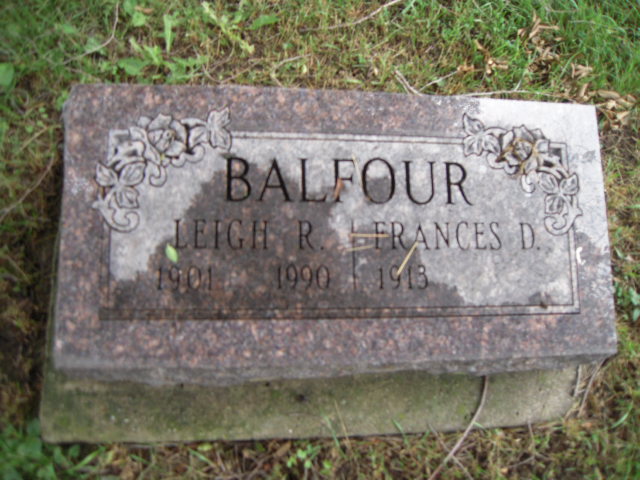 BALFOUR
LEIGH R. FRANCES D.
1901 1990 1913